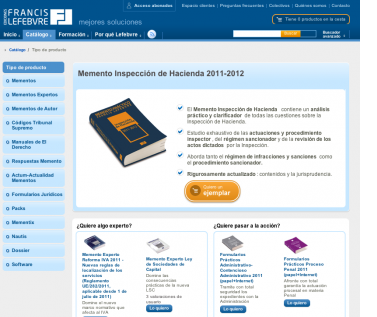 Acceso abonados
Espacio clientes | Preguntas frecuentes | Colectivos | Quiénes somos | Contacto
EDICIONES
FRANCIS
LEFEBVRE
mejores soluciones
Tiene 0 productos en la cesta
Inicio
Catálogo
Formación
Por qué Lefebvre
Buscar
Buscador
avanzado
Catálogo | Tipo de producto
Tipo de producto
Mementos
Mementos Expertos
Mementos de Autor
Códigos Tribunal
Supremo
Manuales de El
Derecho
Respuestas Memento
Actum-Actualidad
Mementos
Formularios Jurídicos
Packs
Mementix
Nautis
Dossier
Software
Memento Inspección de Hacienda 2011-2012
El Memento Inspección de Hacienda contiene un análisis
práctico y clarificador de todas las cuestiones sobre la
Inspección de Hacienda.
Estudio exhaustivo de las actuaciones y procedimiento
inspector , del régimen sancionador y de la revisión de los
actos dictados por la Inspección.
Aborda tanto el régimen de infracciones y sanciones como
el procedimiento sancionador.
Rigurosamente actualizado : contenidos y jurisprudencia.
Quiero un
ejemplar
¿Quiere algo experto?
Memento Experto
Reforma IVA 2011 -
Nuevas reglas de
localización de los
servicios
(Reglamento
UE/282/2011,
aplicable desde 1 de
julio de 2011)
Domine el nuevo
marco normativo que
afecta al IVA
Memento Experto Ley
de Sociedades de
Capital
Domine las
consecuencias
prácticas de la nueva
LSC
3 valoraciones de
usuario
Lo quiero
¿Quiere pasar a la acción?
Formularios
Prácticos
Administrativo-
Contencioso
Administrativo 2011
(papel+Internet)
Tramite con total
seguridad los
expedientes con la
Administración
Lo quiero
Formularios
Prácticos Proceso
Penal 2011
(papel+Internet)
Afronte con total
garantía la actuación
procesal en materia
Penal
Lo quiero